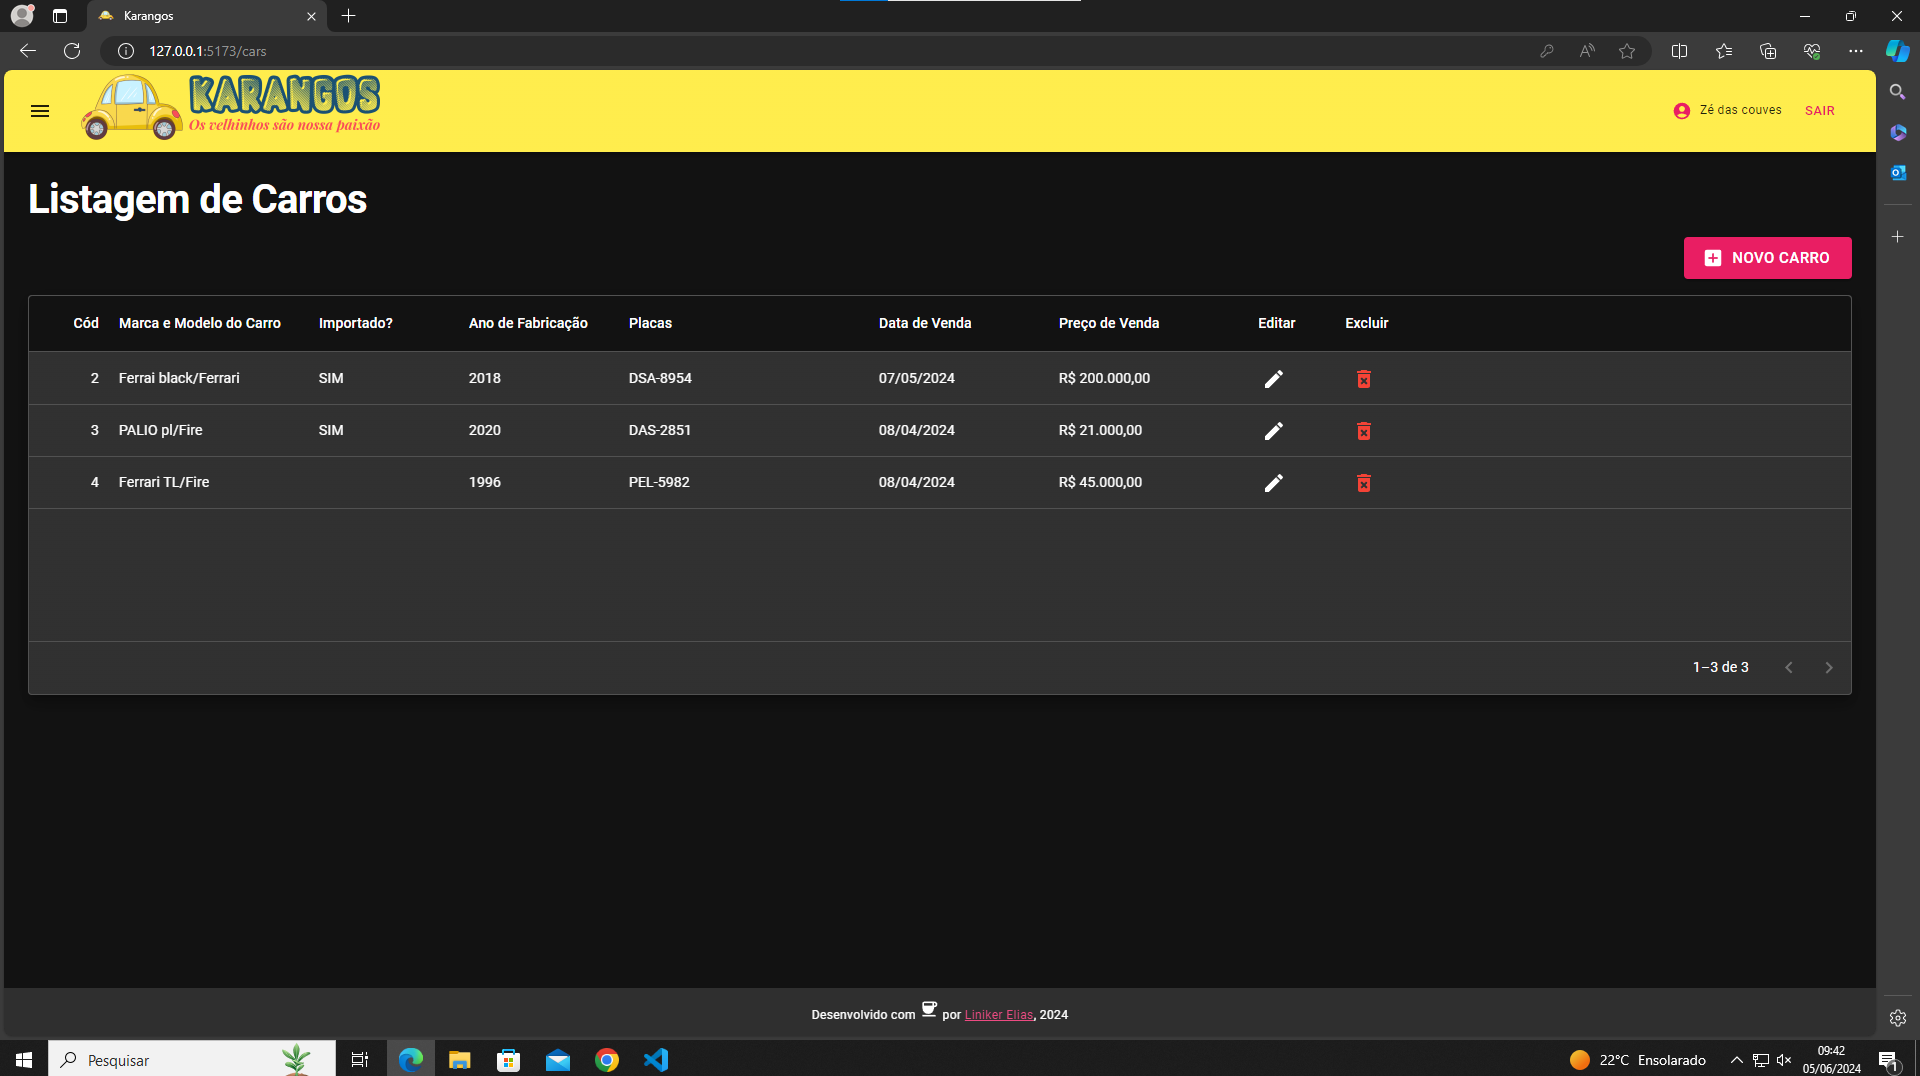 Karangos
127.0.0.1:5173/cars
KARANGOS
Os velhinhos são nossa paixão
Zé das couves
SAIR
Listagem de Carros
NOVO CARRO
Cód Marca e Modelo do Carro Importado? Ano de Fabricação Placas Data de Venda Preço de Venda Editar Excluir
2 Ferrai black/Ferrari SIM 2018 DSA-8954 07/05/2024 R$ 200.000,00
3 PALIO pl/Fire SIM 2020 DAS-2851 08/04/2024 R$ 21.000,00
4 Ferrari TL/Fire 1996 PEL-5982 08/04/2024 R$ 45.000,00
1–3 de 3
Desenvolvido com por Liniker Elias, 2024
Pesquisar
22°C Ensolarado
09:42
05/06/2024
1